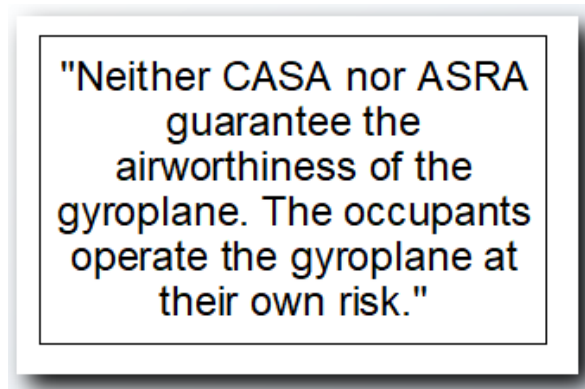 "Neither CASA nor ASRA
guarantee the
airworthiness of the
gyroplane. The occupants
operate the gyroplane at
their own risk."